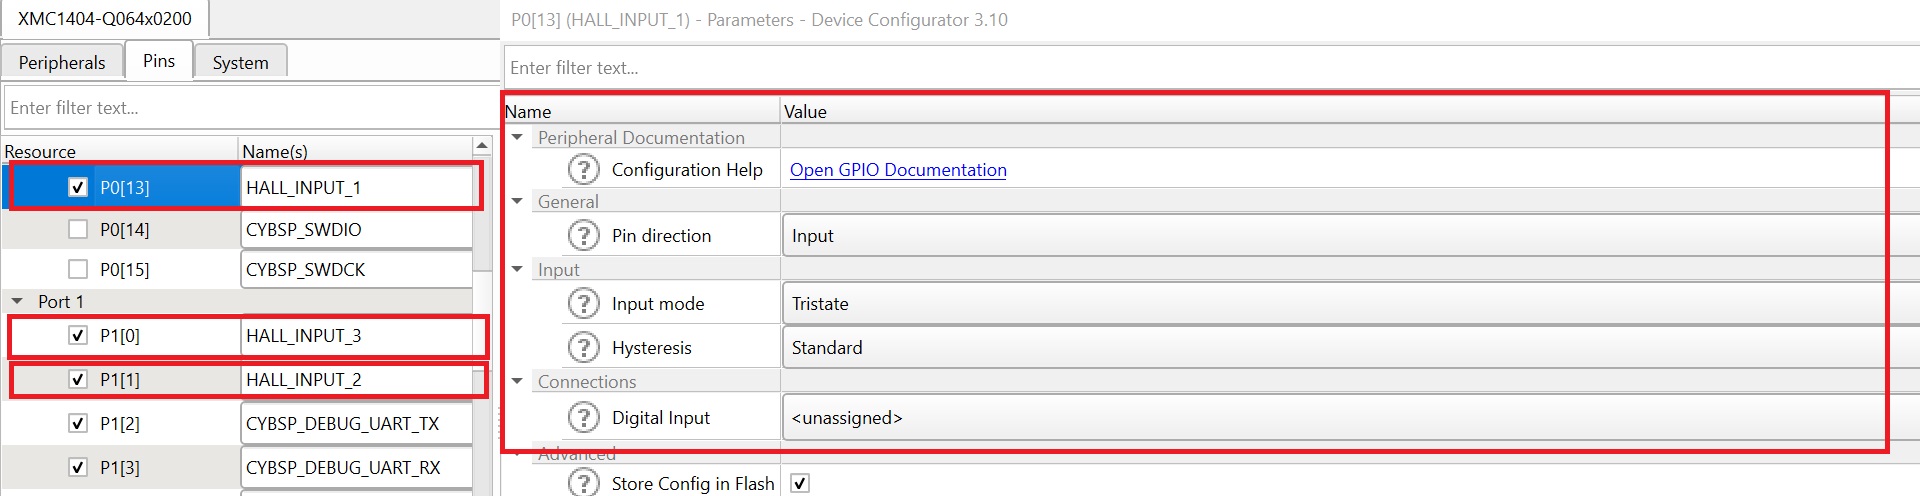 XMC1404-Q064x0200
Peripherals Pins System
Enter filter text...
Resource Name(s)
P0[13] HALL_INPUT_1
P0[14] CYBSP_SWDIO
P0[15] CYBSP_SWDCK
Port 1
P1[0] HALL_INPUT_3
P1[1] HALL_INPUT_2
P1[2] CYBSP_DEBUG_UART_TX
P1[3] CYBSP_DEBUG_UART_RX
P0[13] (HALL_INPUT_1) - Parameters - Device Configurator 3.10
Enter filter text...
Name Value
Peripheral Documentation
? Configuration Help Open GPIO Documentation
General
? Pin direction Input
Input
? Input mode Tristate
? Hysteresis Standard
Connections
? Digital Input <unassigned>
Advanced
? Store Config in Flash